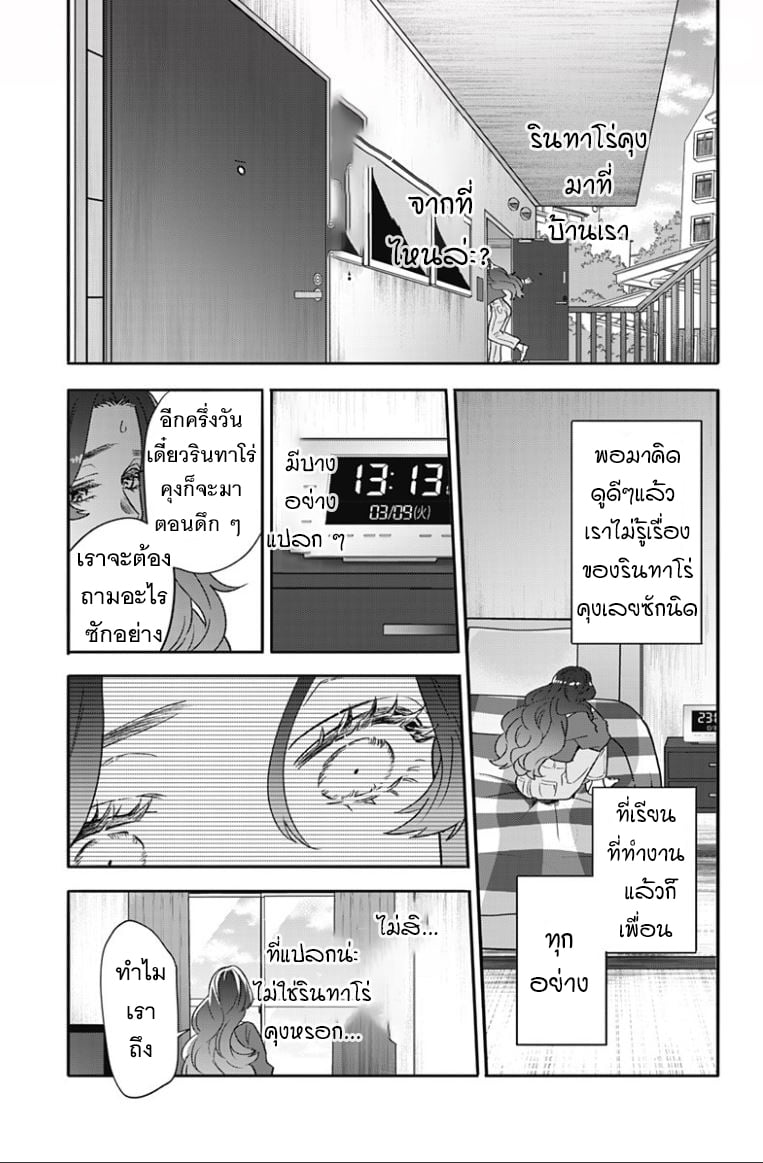 รินทาโร่คุง
มาที่
บ้านเรา
จากที่
ไหนล่ะ?
พอมาคิด
ดูดีๆแล้ว
เราไม่รู้เรื่อง
ของรินทาโร่
คุงเลยซักนิด
ที่เรียน
ที่ทำงาน
แล้วก็
เพื่อน
ทุก
อย่าง
มีบาง
อย่าง
แปลก ๆ
13:13
03/09(火)
อีกครึ่งวัน
เดี๋ยวรินทาโร่
คุงก็จะมา
ตอนดึก ๆ
เราจะต้อง
ถามอะไร
ซักอย่าง
ไม่สิ...
ที่แปลกน่ะ
ไม่ใช่รินทาโร่
คุงหรอก...
ทำไม
เรา
ถึง